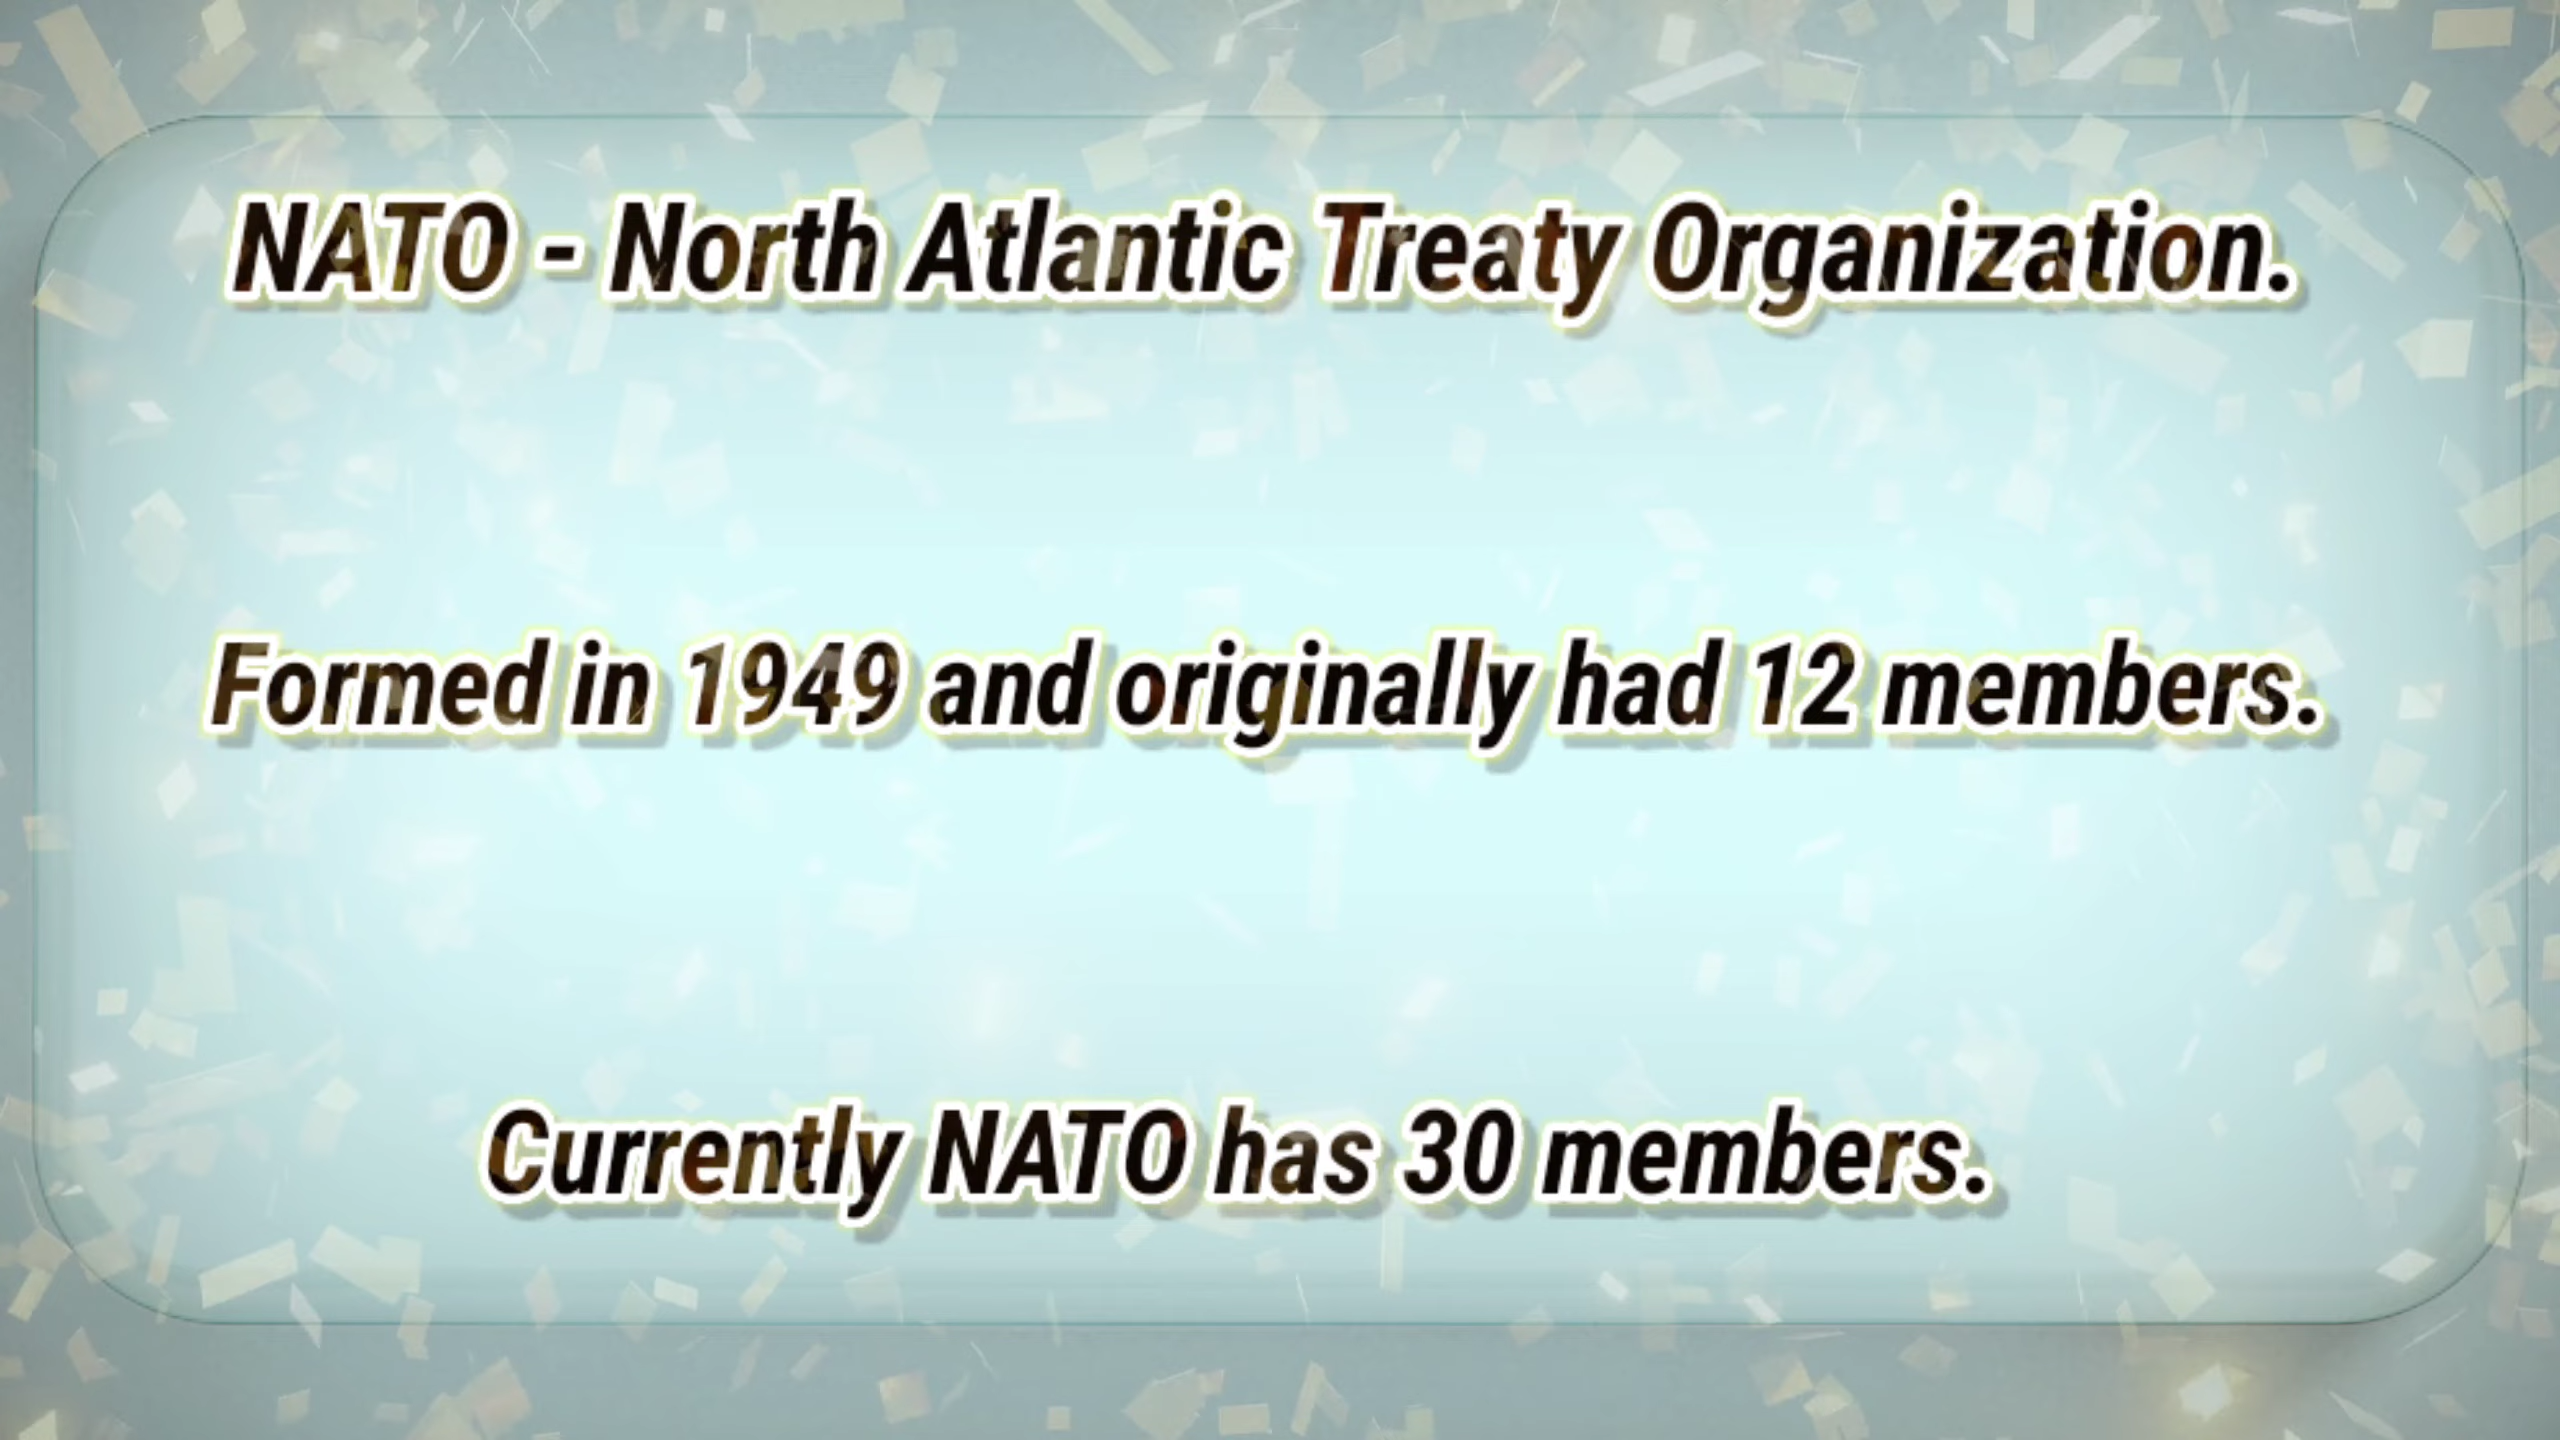 NATO - North Atlantic Treaty Organization.
Formed in 1949 and originally had 12 members.
Currently NATO has 30 members.